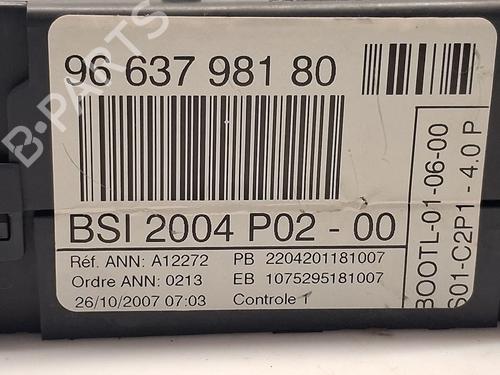 96 637 981 80
BSI 2004 P02 - 00
Réf. ANN: A12272 PB 2204201181007
Ordre ANN: 0213 EB 1075295181007
26/10/2007 07:03 Controle 1
BOOTL-01-06-00
S01-C2P1 - 4.0 P
B-PARTS